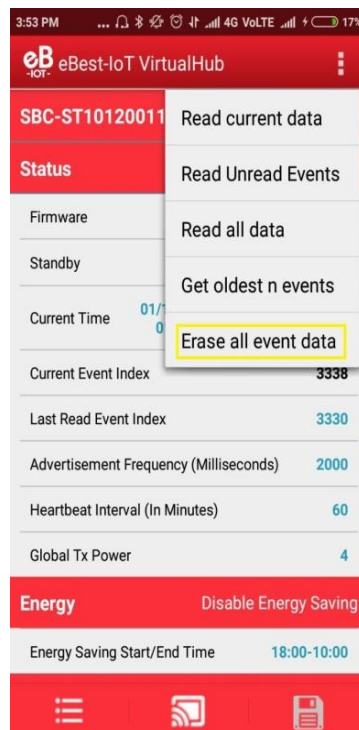 3:53 PM ... 4G VoLTE 17%
eB -IOT- eBest-IoT VirtualHub
SBC-ST10120011
Read current data
Status
Read Unread Events
Firmware
Read all data
Standby
Get oldest n events
Current Time 01/1
0
Erase all event data
Current Event Index 3338
Last Read Event Index 3330
Advertisement Frequency (Milliseconds) 2000
Heartbeat Interval (In Minutes) 60
Global Tx Power 4
Energy Disable Energy Saving
Energy Saving Start/End Time 18:00-10:00